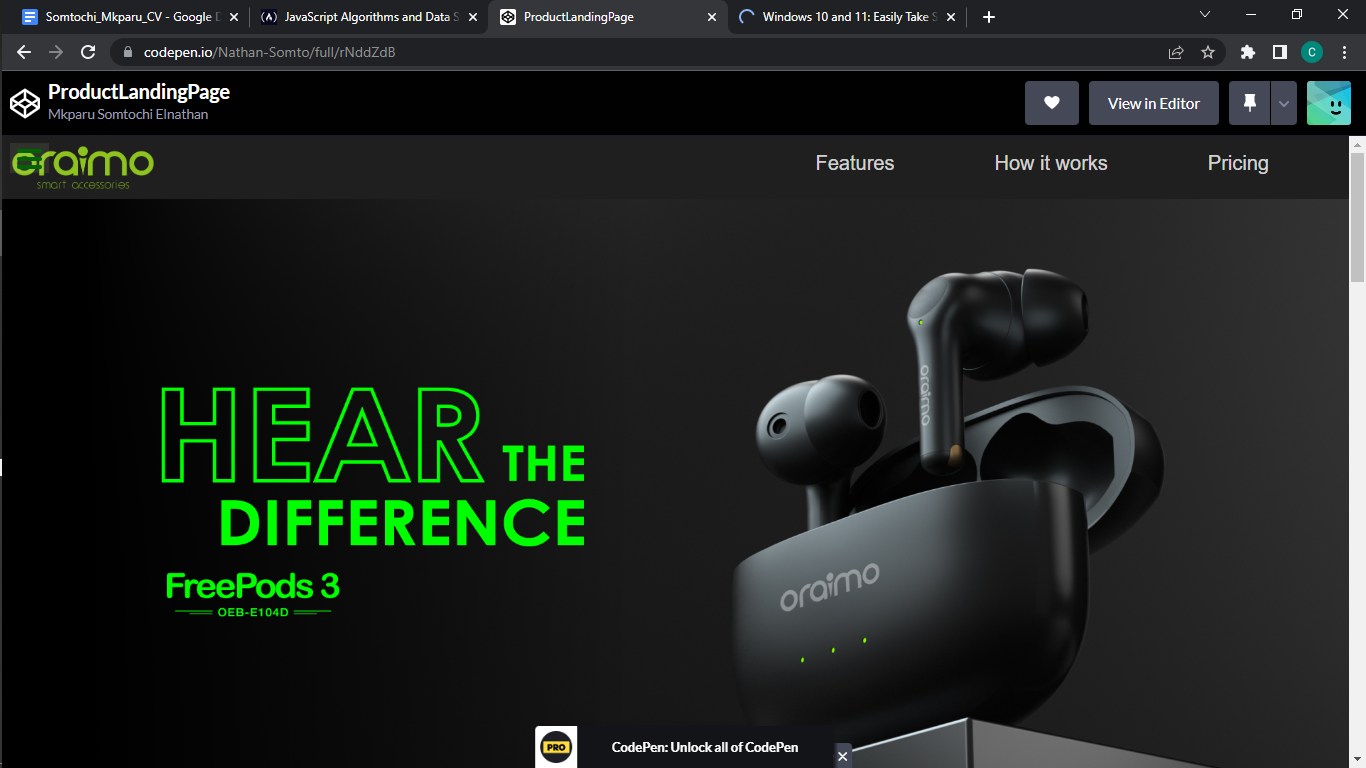 Somtochi_Mkparu_CV - Google D
JavaScript Algorithms and Data S
ProductLandingPage
Windows 10 and 11: Easily Take S
codepen.io/Nathan-Somto/full/rNddZdB
C
ProductLandingPage
Mkparu Somtochi Elnathan
View in Editor
oraimo
smart accessories
Features
How it works
Pricing
HEAR THE
DIFFERENCE
FreePods 3
OEB-E104D
oraimo
oraimo
PRO
CodePen: Unlock all of CodePen